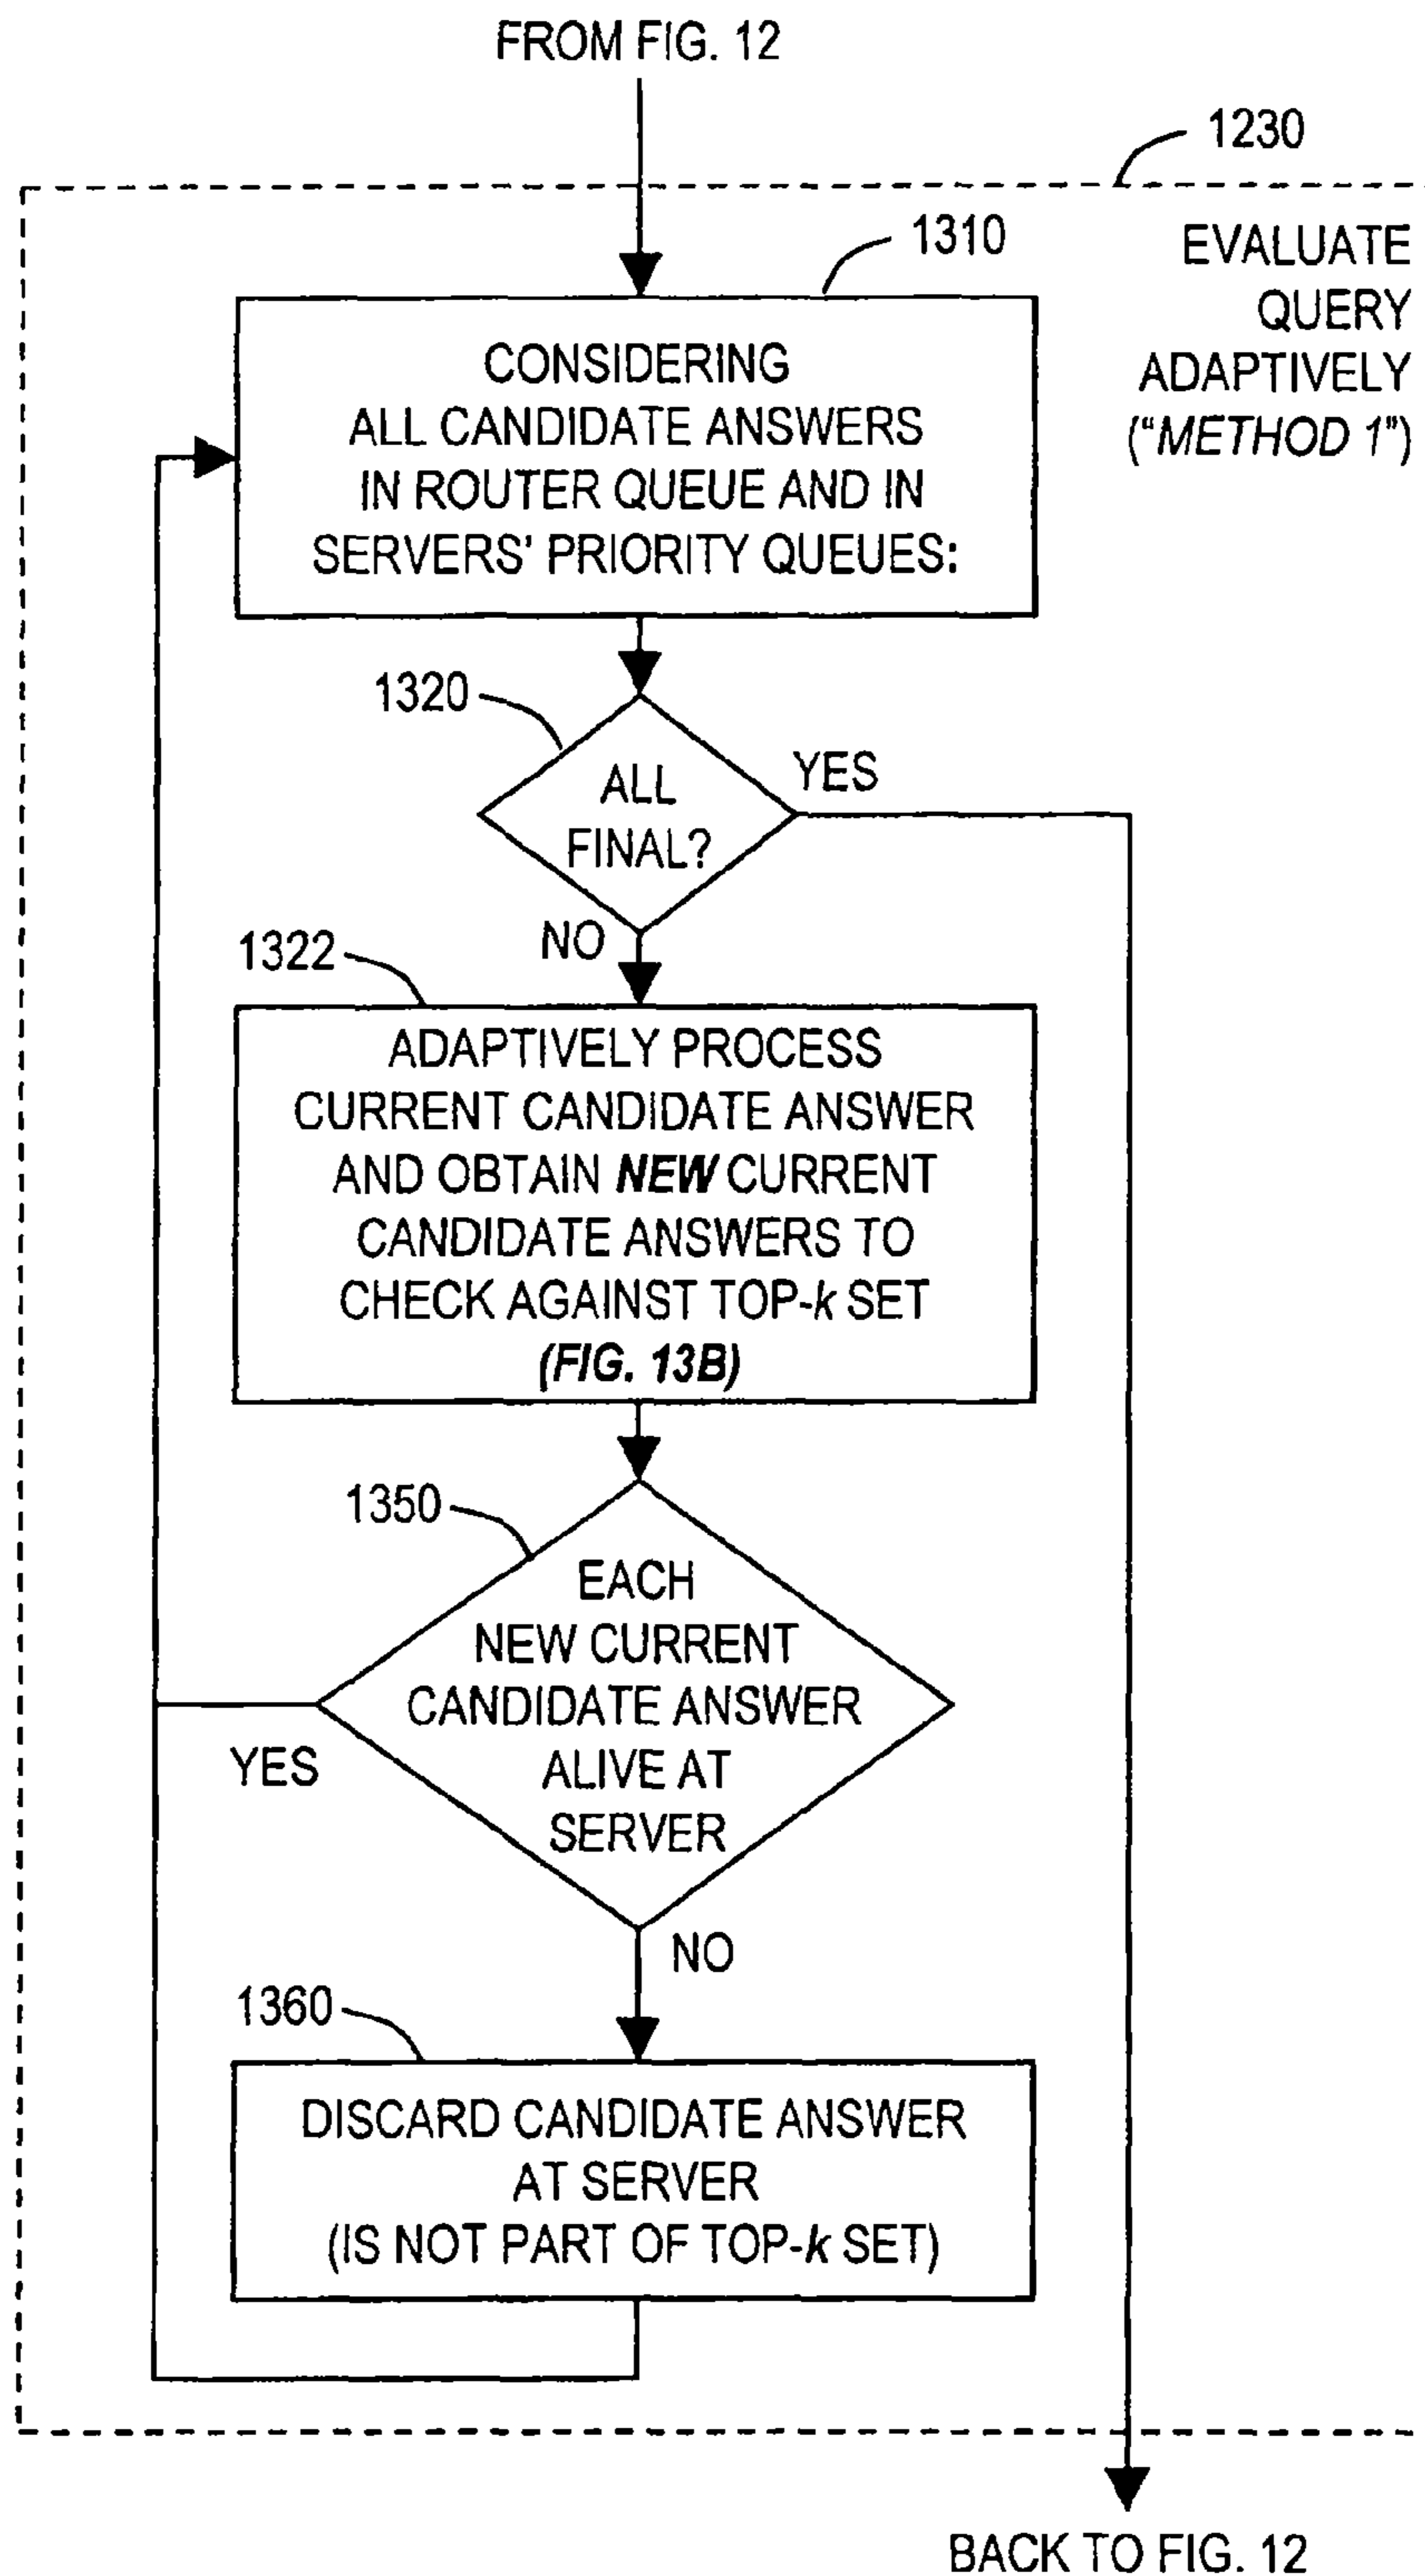 FROM FIG. 12
1230
EVALUATE
QUERY
ADAPTIVELY
("METHOD 1")
1310
CONSIDERING
ALL CANDIDATE ANSWERS
IN ROUTER QUEUE AND IN
SERVERS' PRIORITY QUEUES:
1320
ALL
FINAL?
YES
NO
1322
ADAPTIVELY PROCESS
CURRENT CANDIDATE ANSWER
AND OBTAIN NEW CURRENT
CANDIDATE ANSWERS TO
CHECK AGAINST TOP-k SET
(FIG. 13B)
1350
EACH
NEW CURRENT
CANDIDATE ANSWER
ALIVE AT
SERVER
YES
NO
1360
DISCARD CANDIDATE ANSWER
AT SERVER
(IS NOT PART OF TOP-k SET)
BACK TO FIG. 12